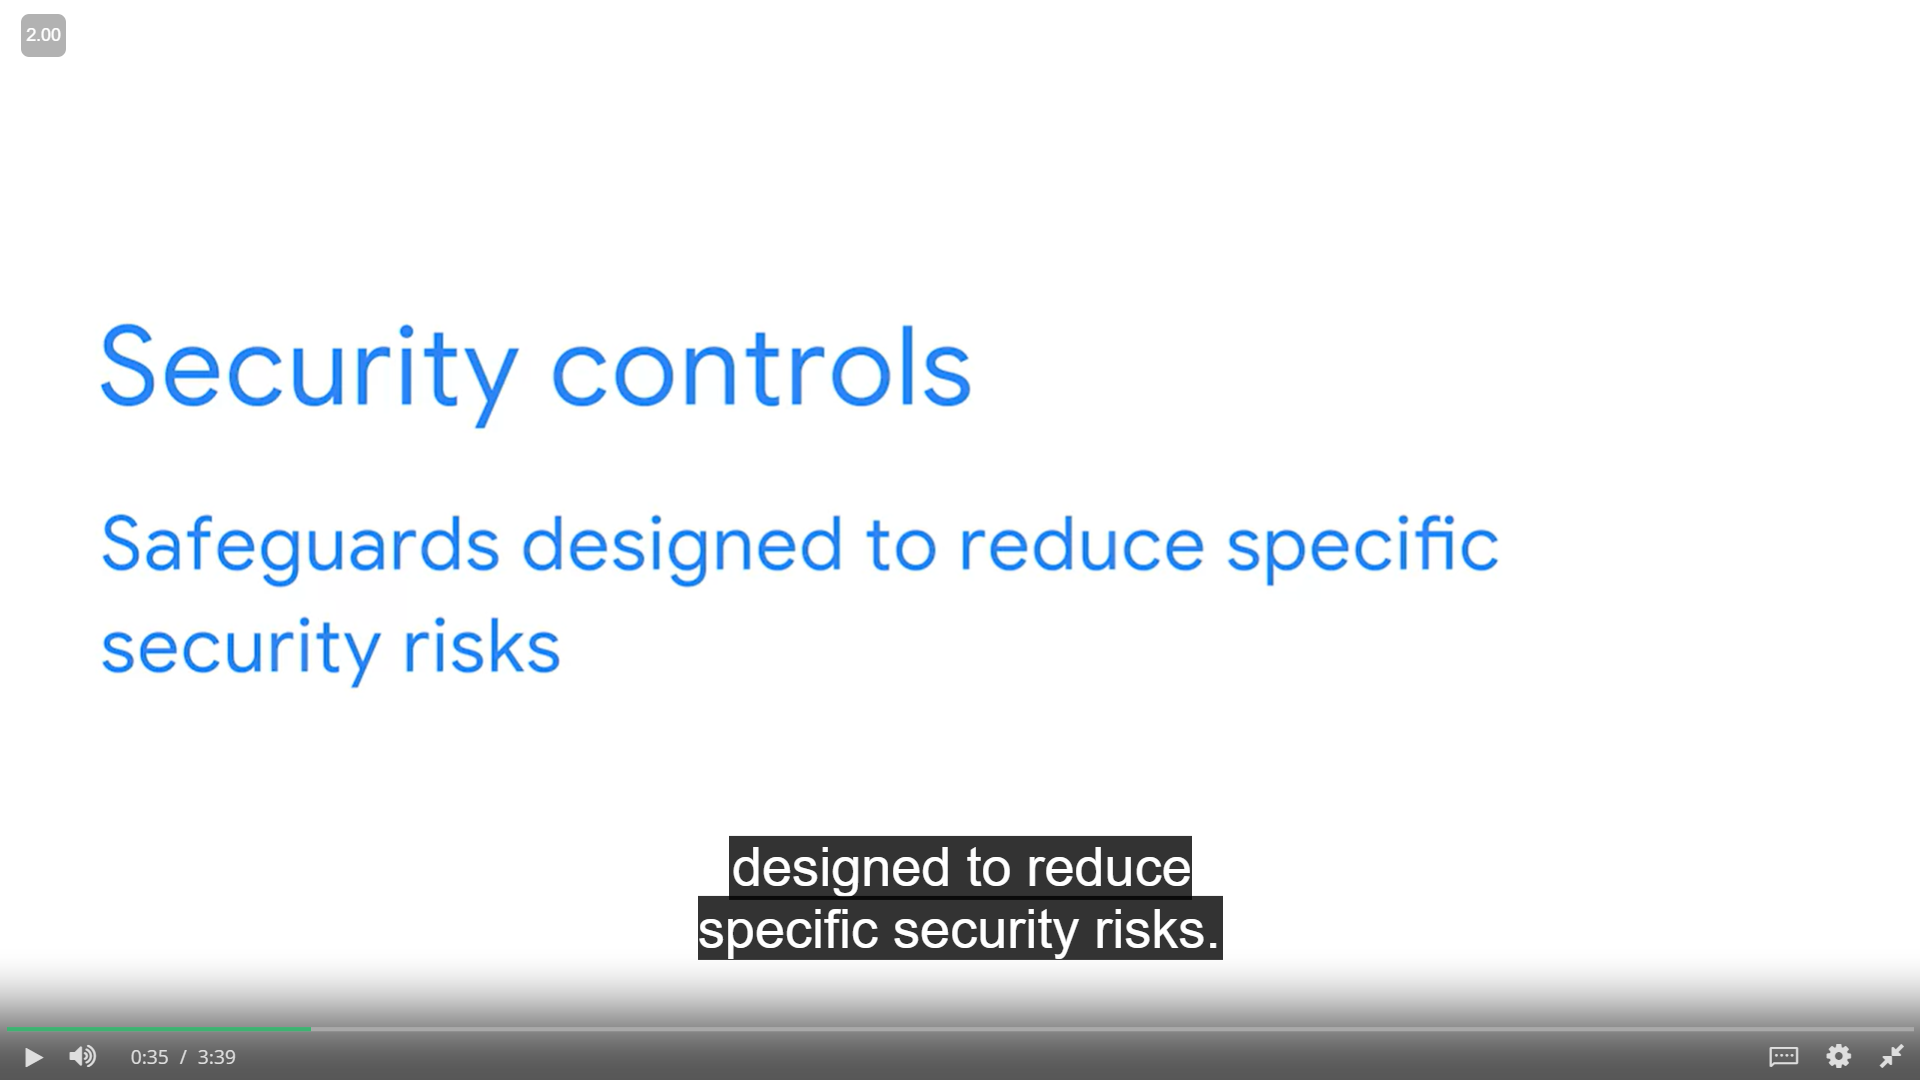 2.00
Security controls
Safeguards designed to reduce specific
security risks
designed to reduce
specific security risks.
0:35 / 3:39